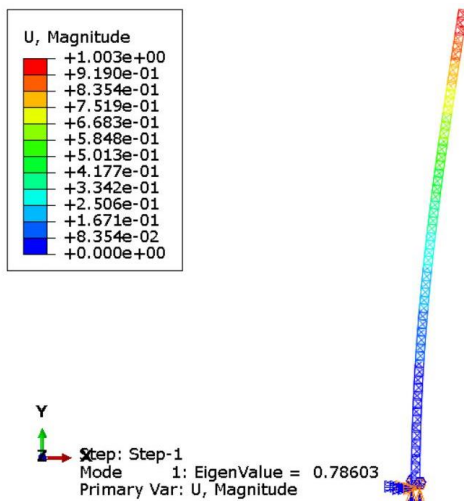 U, Magnitude
+1.003e+00
+9.190e-01
+8.354e-01
+7.519e-01
+6.683e-01
+5.848e-01
+5.013e-01
+4.177e-01
+3.342e-01
+2.506e-01
+1.671e-01
+8.354e-02
+0.000e+00
Y
Z
X
Step: Step-1
Mode 1: EigenValue = 0.78603
Primary Var: U, Magnitude